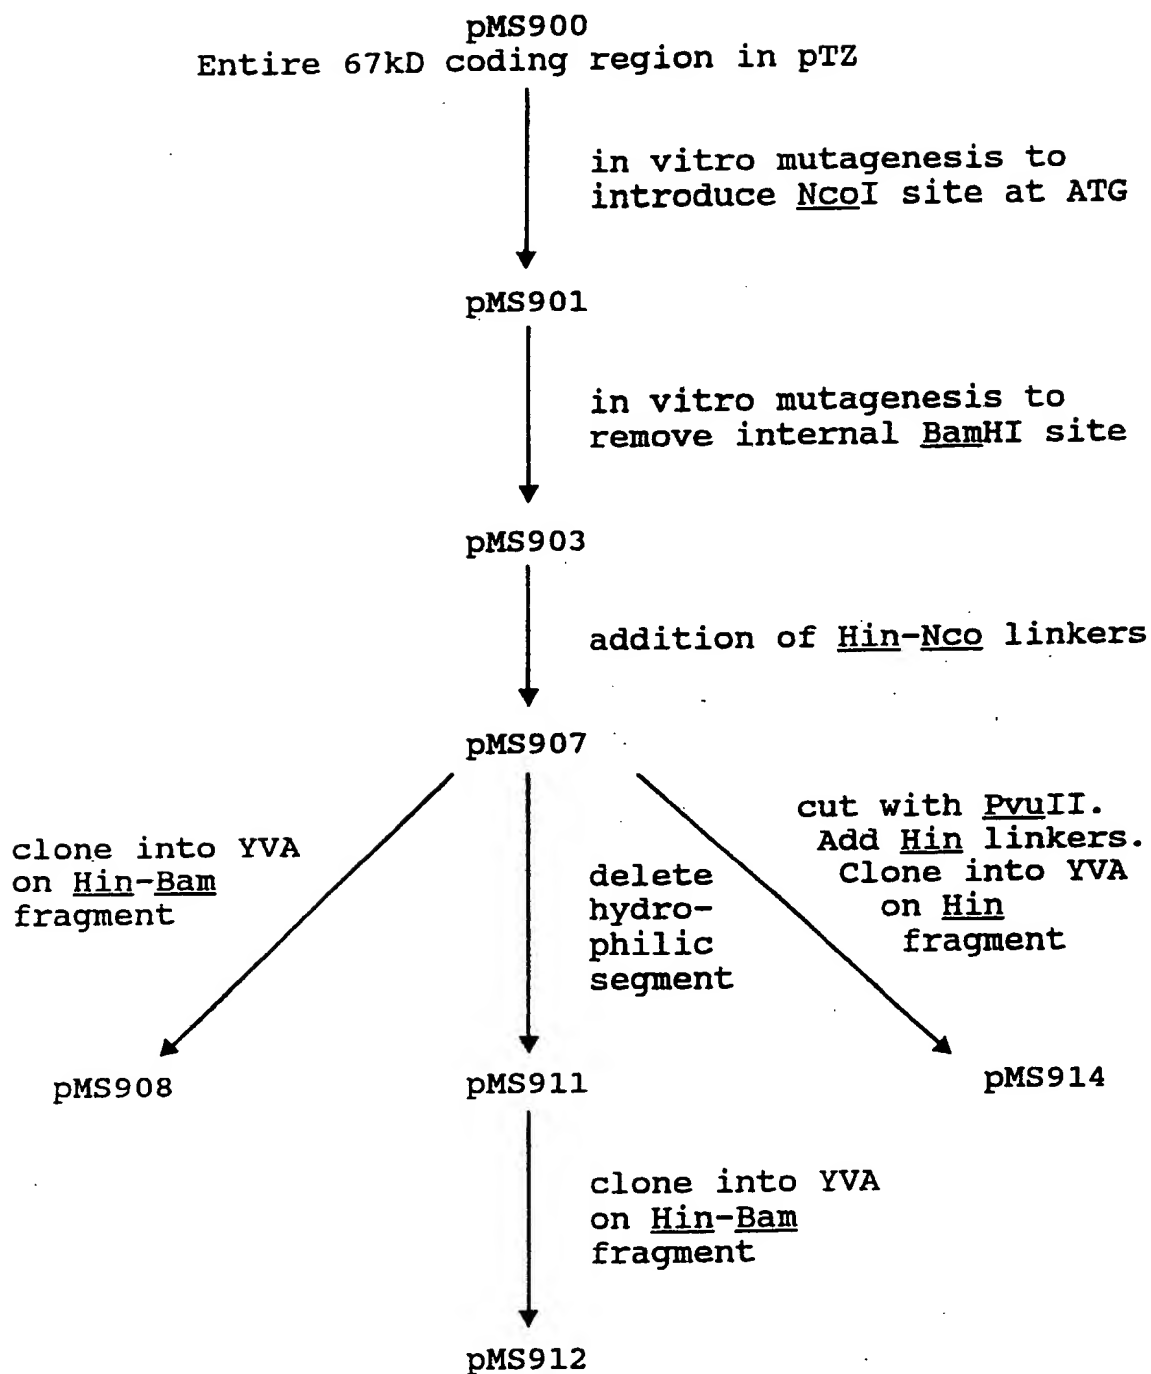 pMS900
Entire 67kD coding region in pTZ
in vitro mutagenesis to
introduce NcoI site at ATG
pMS901
in vitro mutagenesis to
remove internal BamHI site
pMS903
addition of Hin-Nco linkers
pMS907
clone into YVA
on Hin-Bam
fragment
delete
hydro-
philic
segment
cut with PvuII.
Add Hin linkers.
Clone into YVA
on Hin
fragment
pMS908
pMS911
pMS914
clone into YVA
on Hin-Bam
fragment
pMS912